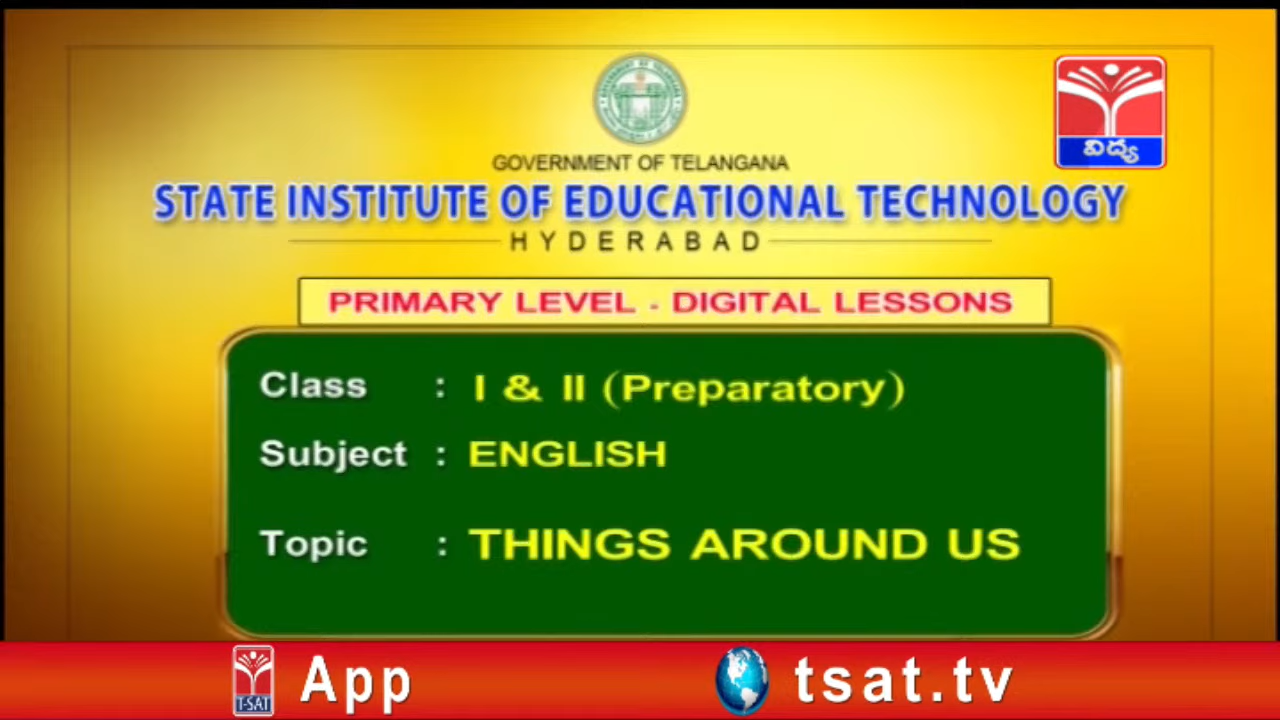 GOVERNMENT OF TELANGANA
STATE INSTITUTE OF EDUCATIONAL TECHNOLOGY
HYDERABAD
విద్య
PRIMARY LEVEL - DIGITAL LESSONS
Class : I & II (Preparatory)
Subject : ENGLISH
Topic : THINGS AROUND US
T-SAT
App
tsat.tv